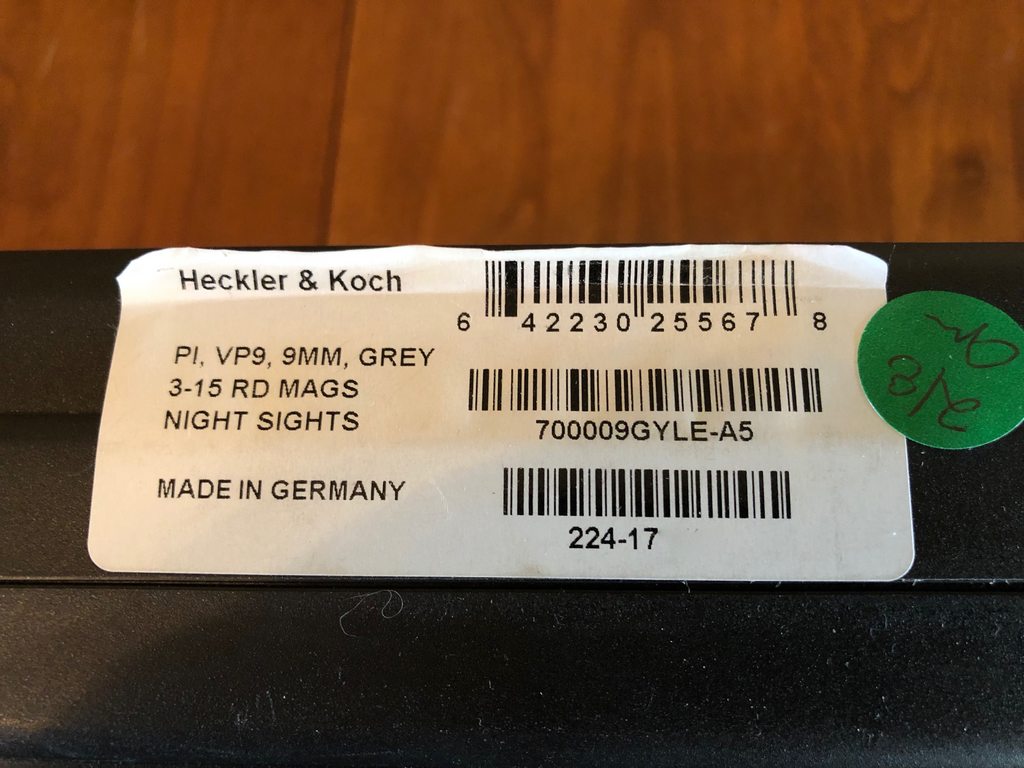 Heckler & Koch
6 42230 25567 8
PI, VP9, 9MM, GREY
3-15 RD MAGS
NIGHT SIGHTS
700009GYLE-A5
MADE IN GERMANY
224-17